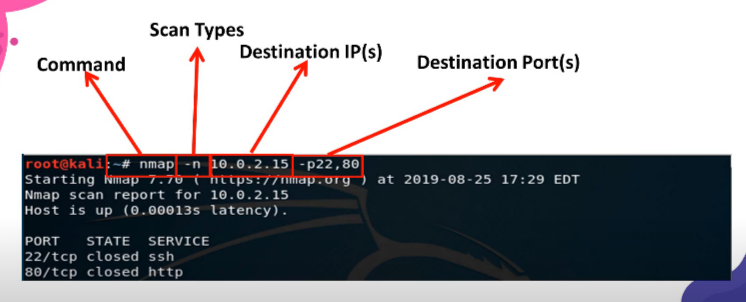 Scan Types
Destination IP(s)
Command
Destination Port(s)
root@kali:~# nmap -n 10.0.2.15 -p22,80
Starting Nmap 7.70 ( https://nmap.org ) at 2019-08-25 17:29 EDT
Nmap scan report for 10.0.2.15
Host is up (0.00013s latency).
PORT STATE SERVICE
22/tcp closed ssh
80/tcp closed http